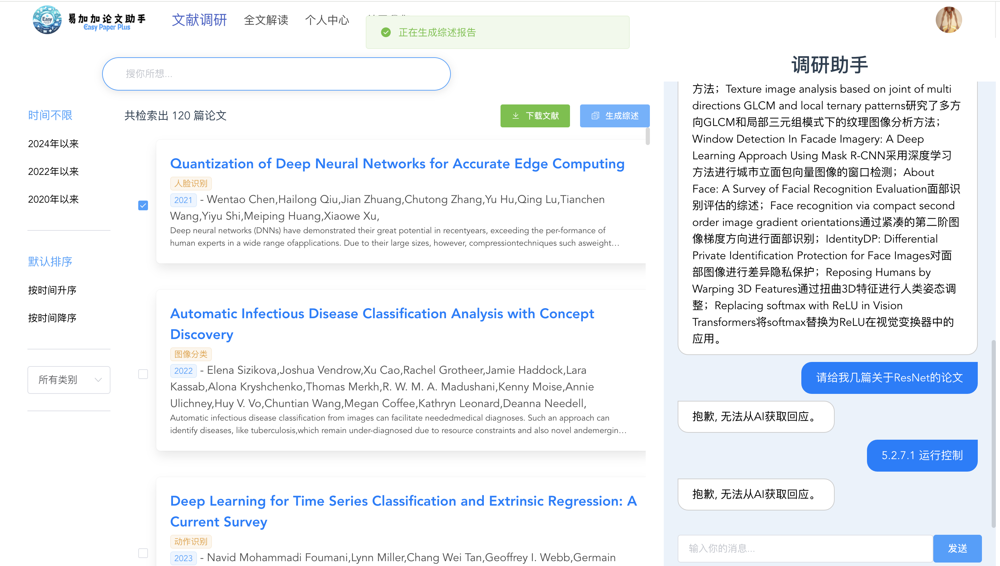 Easy
易加加论文助手
Easy Paper Plus
文献调研
全文解读
个人中心
正在生成综述报告
搜你所想...
时间不限
2024年以来
2022年以来
2020年以来
默认排序
按时间升序
按时间降序
所有类别
共检索出 120 篇论文
下载文献
生成综述
Quantization of Deep Neural Networks for Accurate Edge Computing
人脸识别
2021 - Wentao Chen,Hailong Qiu,Jian Zhuang,Chutong Zhang,Yu Hu,Qing Lu,Tianchen
Wang,Yiyu Shi,Meiping Huang,Xiaowe Xu,
Deep neural networks (DNNs) have demonstrated their great potential in recentyears, exceeding the per-formance of
human experts in a wide range ofapplications. Due to their large sizes, however, compressiontechniques such asweight…
Automatic Infectious Disease Classification Analysis with Concept
Discovery
图像分类
2022 - Elena Sizikova,Joshua Vendrow,Xu Cao,Rachel Grotheer,Jamie Haddock,Lara
Kassab,Alona Kryshchenko,Thomas Merkh,R. W. M. A. Madushani,Kenny Moise,Annie
Ulichney,Huy V. Vo,Chuntian Wang,Megan Coffee,Kathryn Leonard,Deanna Needell,
Automatic infectious disease classification from images can facilitate neededmedical diagnoses. Such an approach can
identify diseases, like tuberculosis,which remain under-diagnosed due to resource constraints and also novel andemergin…
Deep Learning for Time Series Classification and Extrinsic Regression: A
Current Survey
动作识别
2023 - Navid Mohammadi Foumani,Lynn Miller,Chang Wei Tan,Geoffrey I. Webb,Germain
调研助手
方法；Texture image analysis based on joint of multi
directions GLCM and local ternary patterns研究了多方
向GLCM和局部三元组模式下的纹理图像分析方法；
Window Detection In Facade Imagery: A Deep
Learning Approach Using Mask R-CNN采用深度学习
方法进行城市立面包向量图像的窗口检测；About
Face: A Survey of Facial Recognition Evaluation面部识
别评估的综述；Face recognition via compact second
order image gradient orientations通过紧凑的第二阶图
像梯度方向进行面部识别；IdentityDP: Differential
Private Identification Protection for Face Images对面
部图像进行差异隐私保护；Reposing Humans by
Warping 3D Features通过扭曲3D特征进行人类姿态调
整；Replacing softmax with ReLU in Vision
Transformers将softmax替换为ReLU在视觉变换器中的
应用。
请给我几篇关于ResNet的论文
抱歉, 无法从AI获取回应。
5.2.7.1 运行控制
抱歉, 无法从AI获取回应。
输入你的消息...
发送